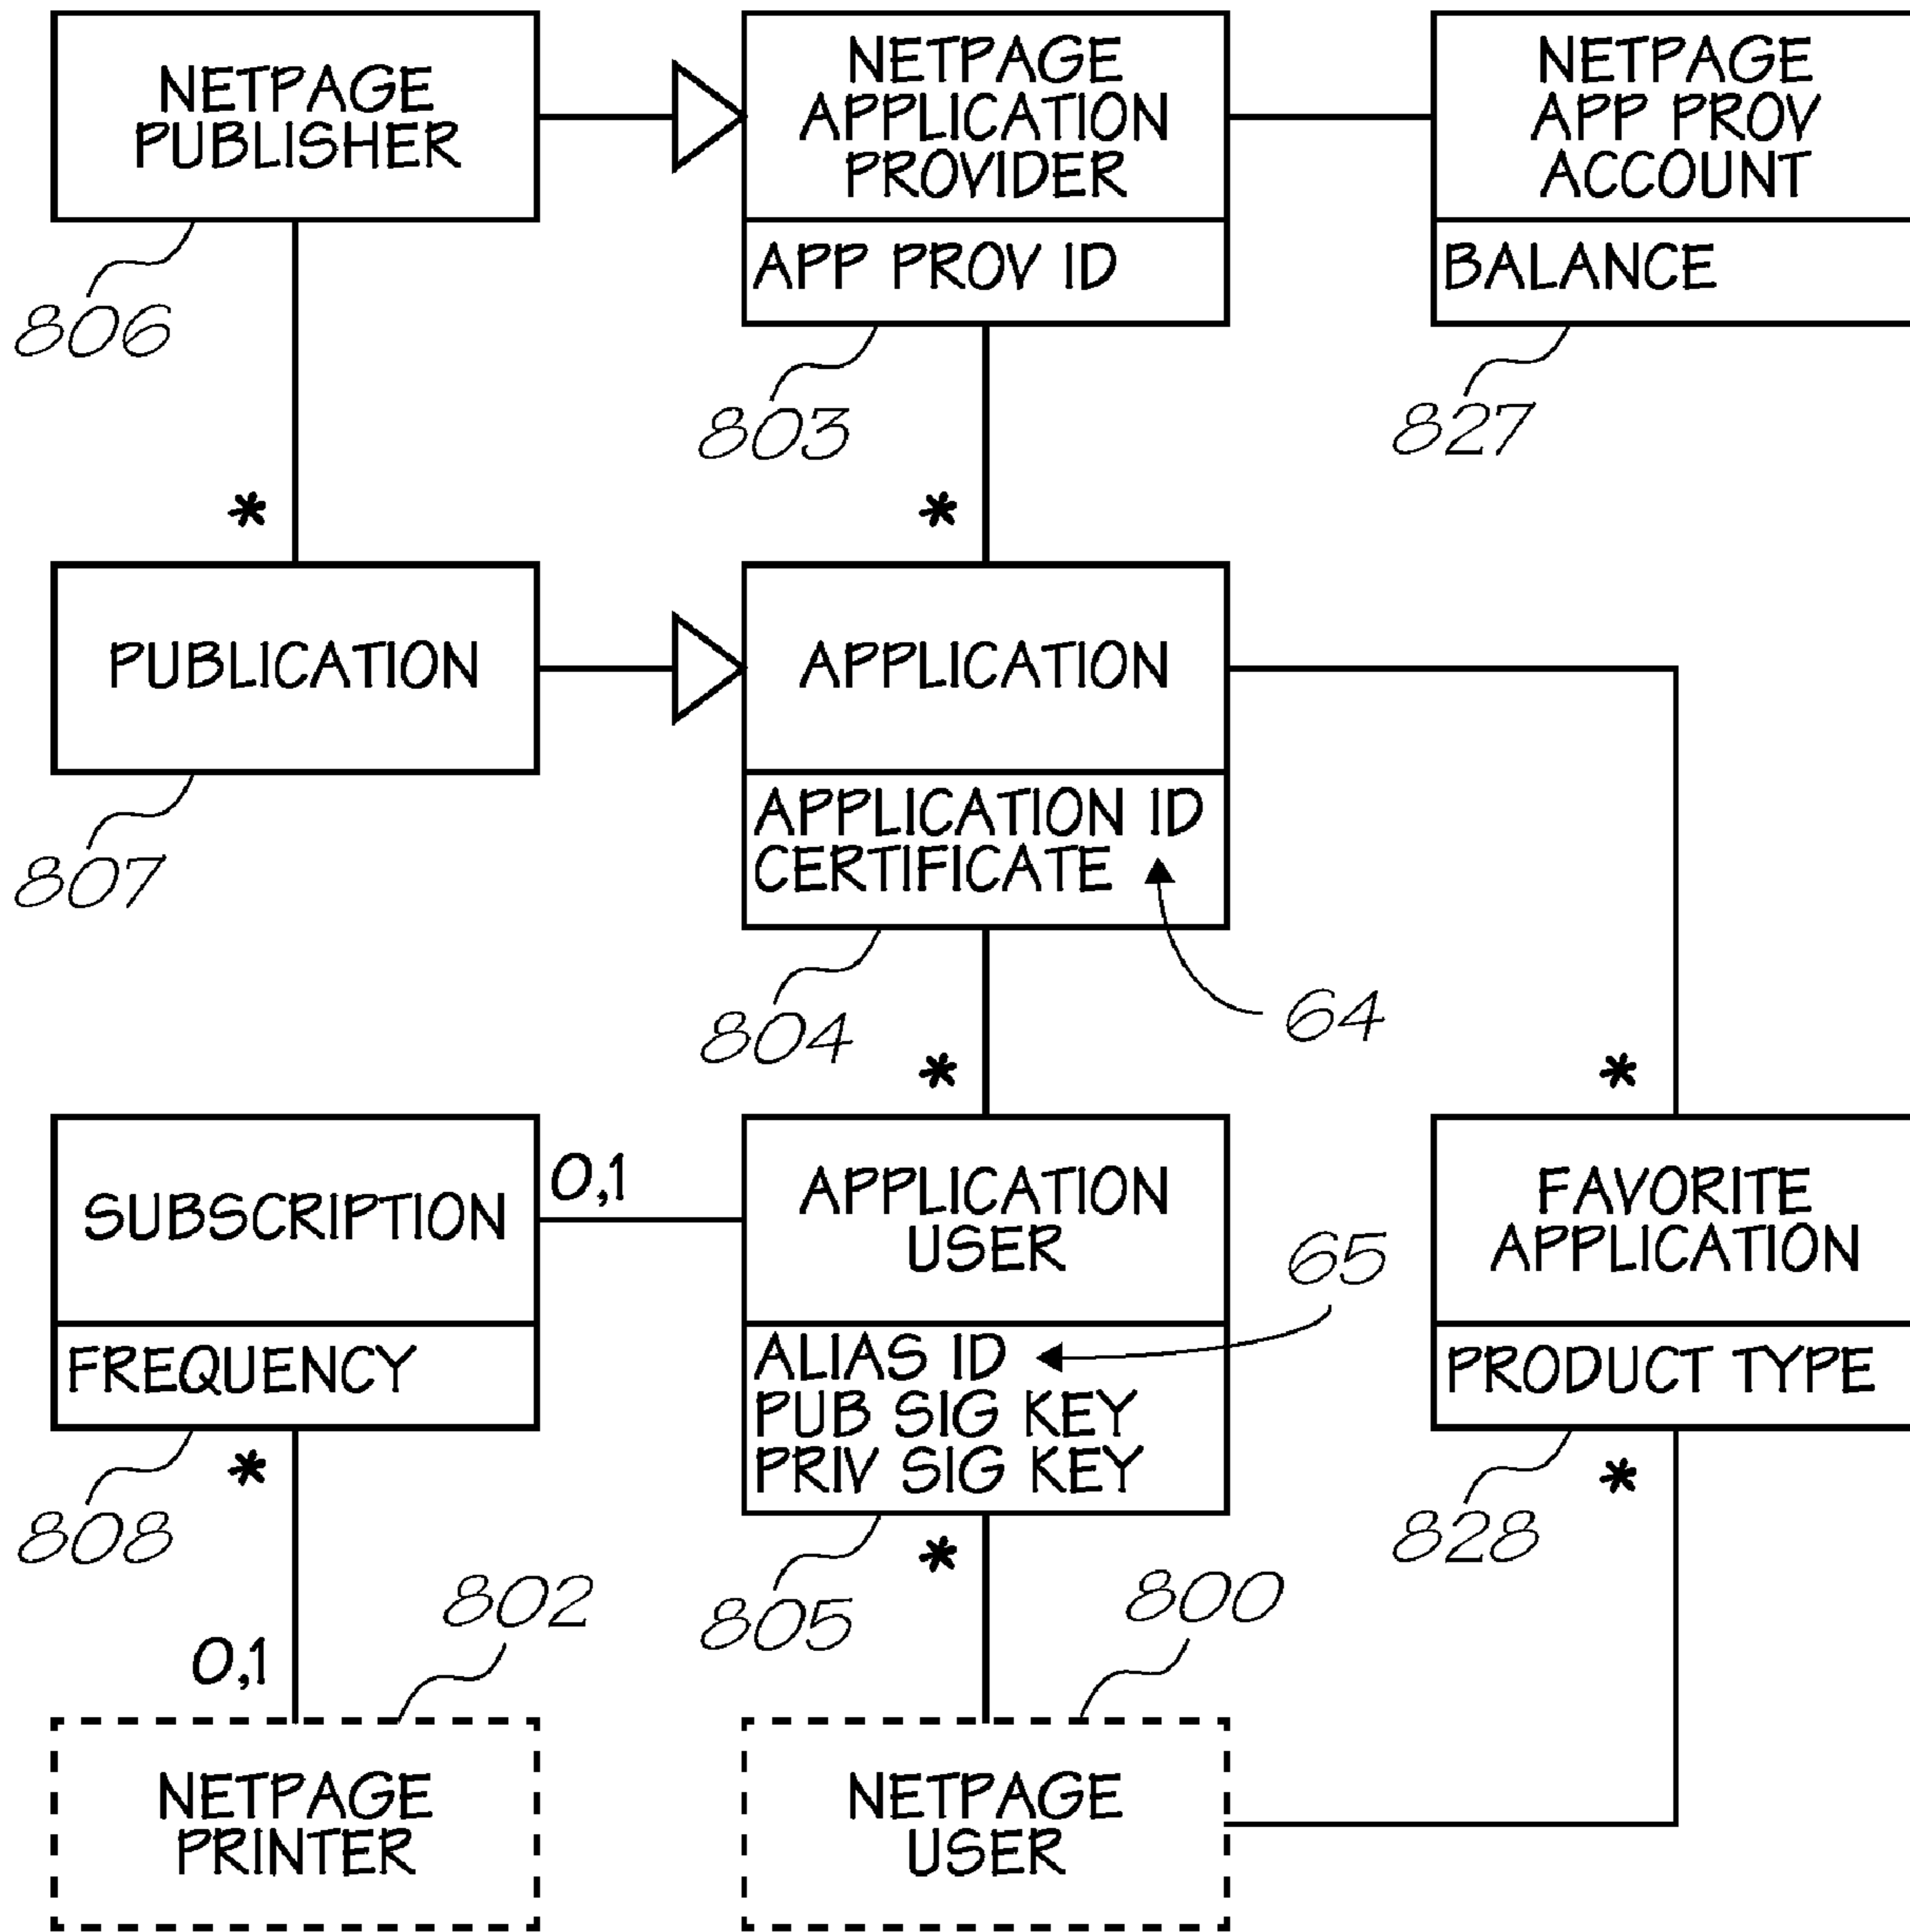 NETPAGE
PUBLISHER
NETPAGE
APPLICATION
PROVIDER
APP PROV ID
NETPAGE
APP PROV
ACCOUNT
BALANCE
806
803
827
*
*
PUBLICATION
APPLICATION
APPLICATION ID
CERTIFICATE
807
804
64
*
*
SUBSCRIPTION
FREQUENCY
0,1
APPLICATION
USER
ALIAS ID
PUB SIG KEY
PRIV SIG KEY
65
FAVORITE
APPLICATION
PRODUCT TYPE
808
*
805
*
828
*
802
800
0,1
NETPAGE
PRINTER
NETPAGE
USER